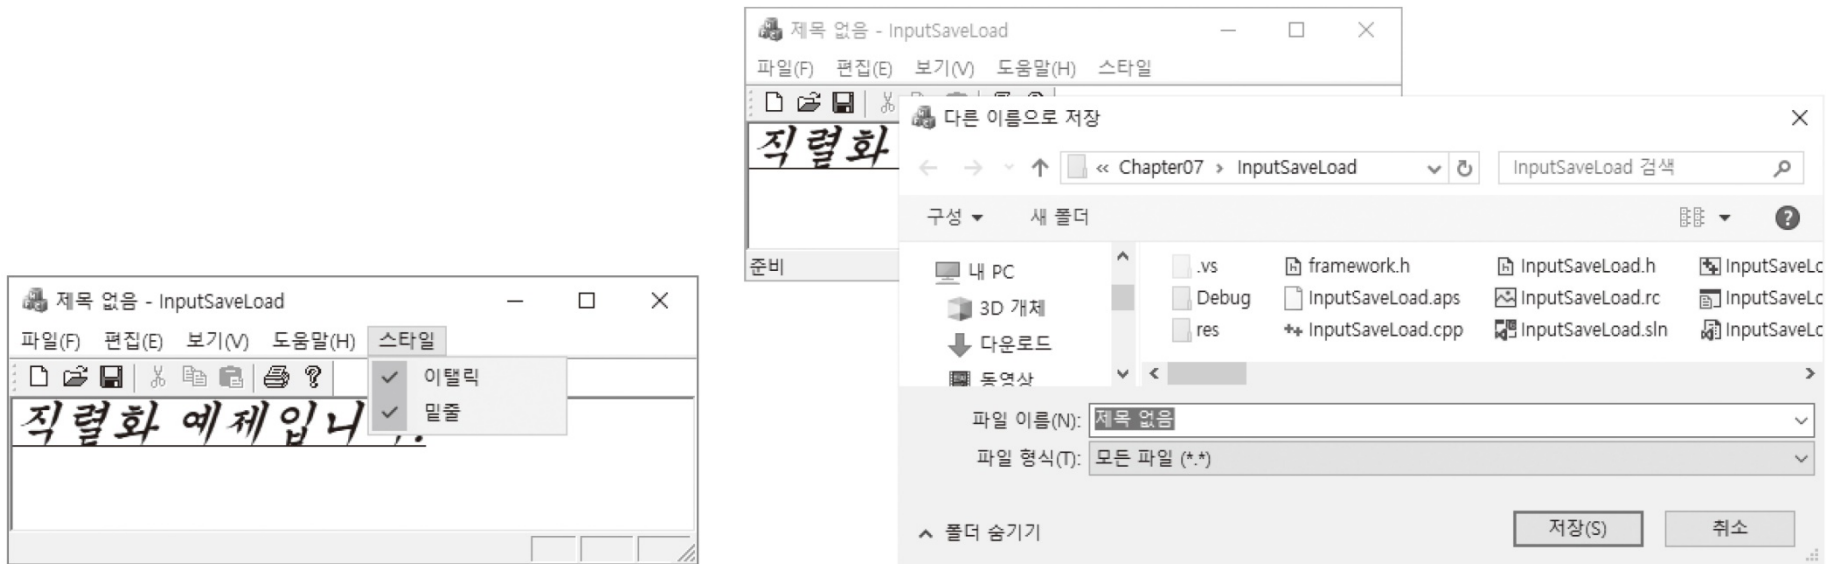 제목 없음 - InputSaveLoad
파일(F) 편집(E) 보기(V) 도움말(H) 스타일
이탤릭
밑줄
직렬화 예제입니
제목 없음 - InputSaveLoad
파일(F) 편집(E) 보기(V) 도움말(H) 스타일
직렬화
준비
다른 이름으로 저장
« Chapter07 > InputSaveLoad
InputSaveLoad 검색
구성 새 폴더
내 PC
3D 개체
다운로드
동영상
.vs framework.h InputSaveLoad.h InputSaveLo
Debug InputSaveLoad.aps InputSaveLoad.rc InputSaveLo
res InputSaveLoad.cpp InputSaveLoad.sln InputSaveLo
파일 이름(N): 제목 없음
파일 형식(T): 모든 파일 (*.*)
폴더 숨기기
저장(S) 취소